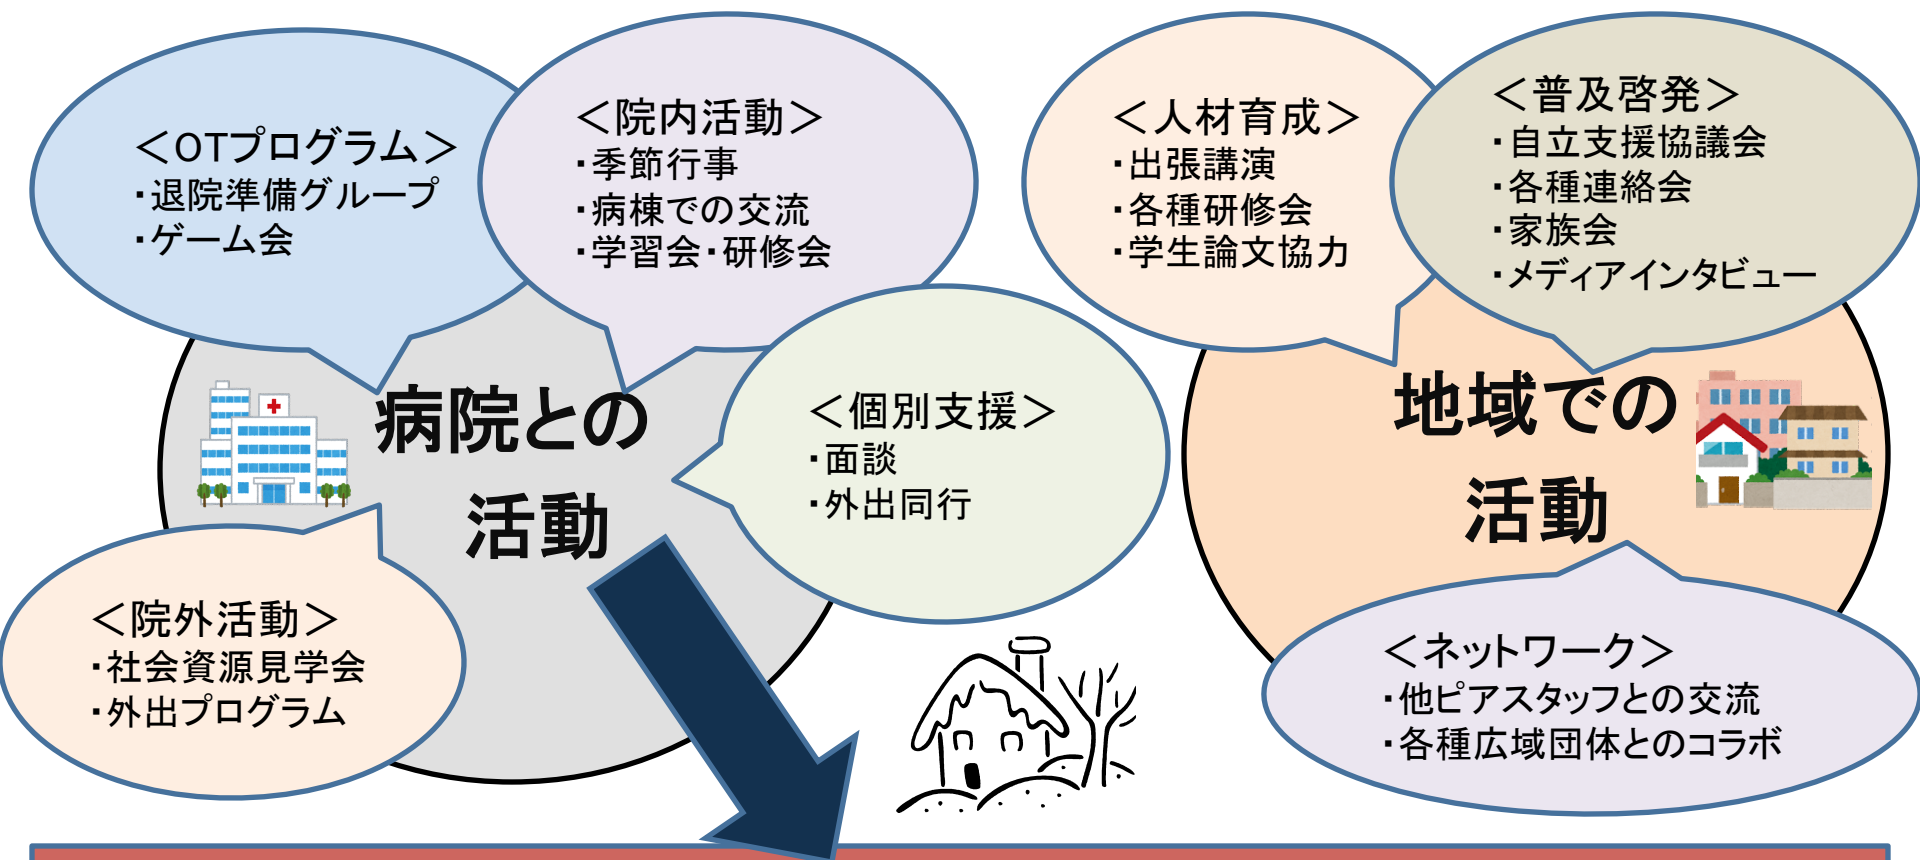 ＜OTプログラム＞
・退院準備グループ
・ゲーム会
＜院内活動＞
・季節行事
・病棟での交流
・学習会・研修会
＜個別支援＞
・面談
・外出同行
病院との
活動
＜院外活動＞
・社会資源見学会
・外出プログラム
＜人材育成＞
・出張講演
・各種研修会
・学生論文協力
＜普及啓発＞
・自立支援協議会
・各種連絡会
・家族会
・メディアインタビュー
地域での
活動
＜ネットワーク＞
・他ピアスタッフとの交流
・各種広域団体とのコラボ